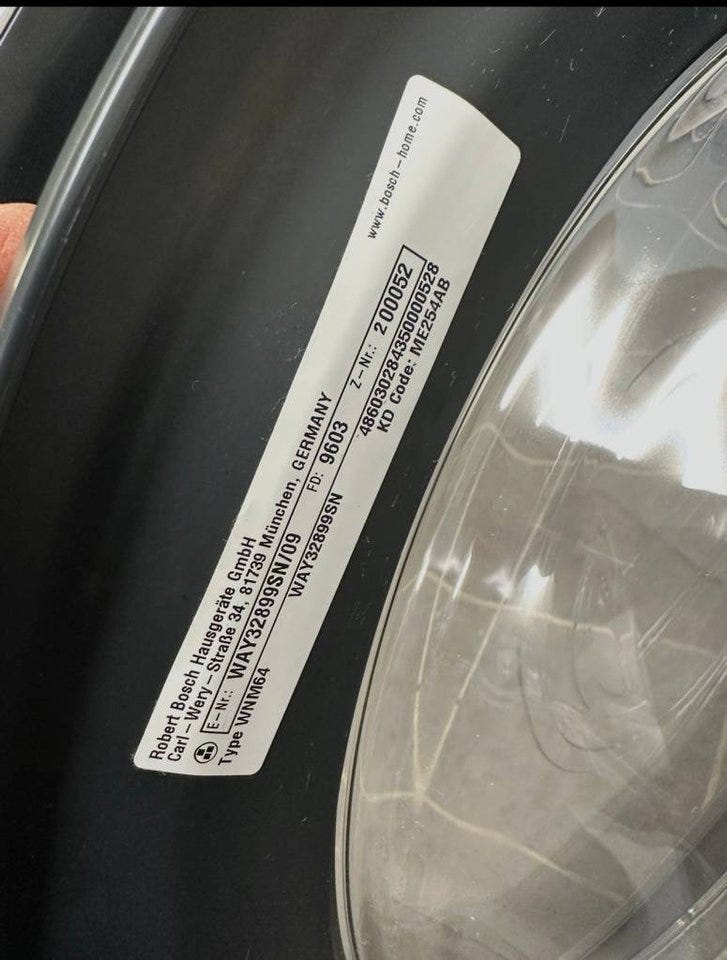 www.bosch-home.com
Robert Bosch Hausgeräte GmbH
Carl-Wery-Straße 34, 81739 München, GERMANY
E-Nr.: WAY32899SN/09 FD: 9603 Z-Nr.: 200052
Type WNM64 WAY32899SN 486030284350000528
KD Code: ME254AB